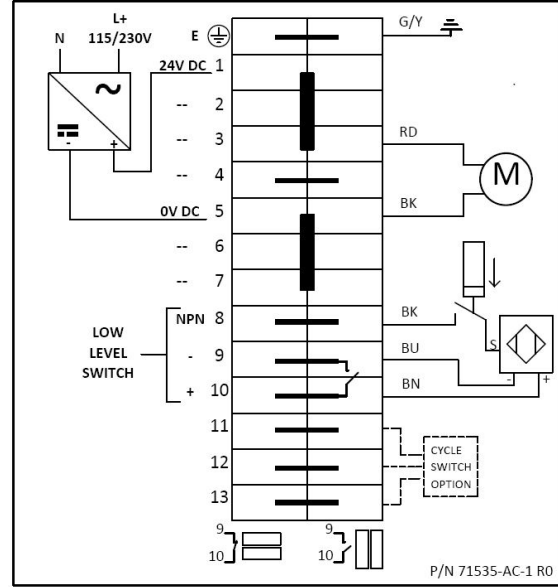 L+
N 115/230V
E G/Y
24V DC 1
-- 2
-- 3 RD
- +
-- 4 M
0V DC 5 BK
-- 6
-- 7
NPN 8 BK
LOW
LEVEL
SWITCH
- 9 BU S
+ 10 BN - +
11
12
13
CYCLE
SWITCH
OPTION
9 9
10 10
P/N 71535-AC-1 R0